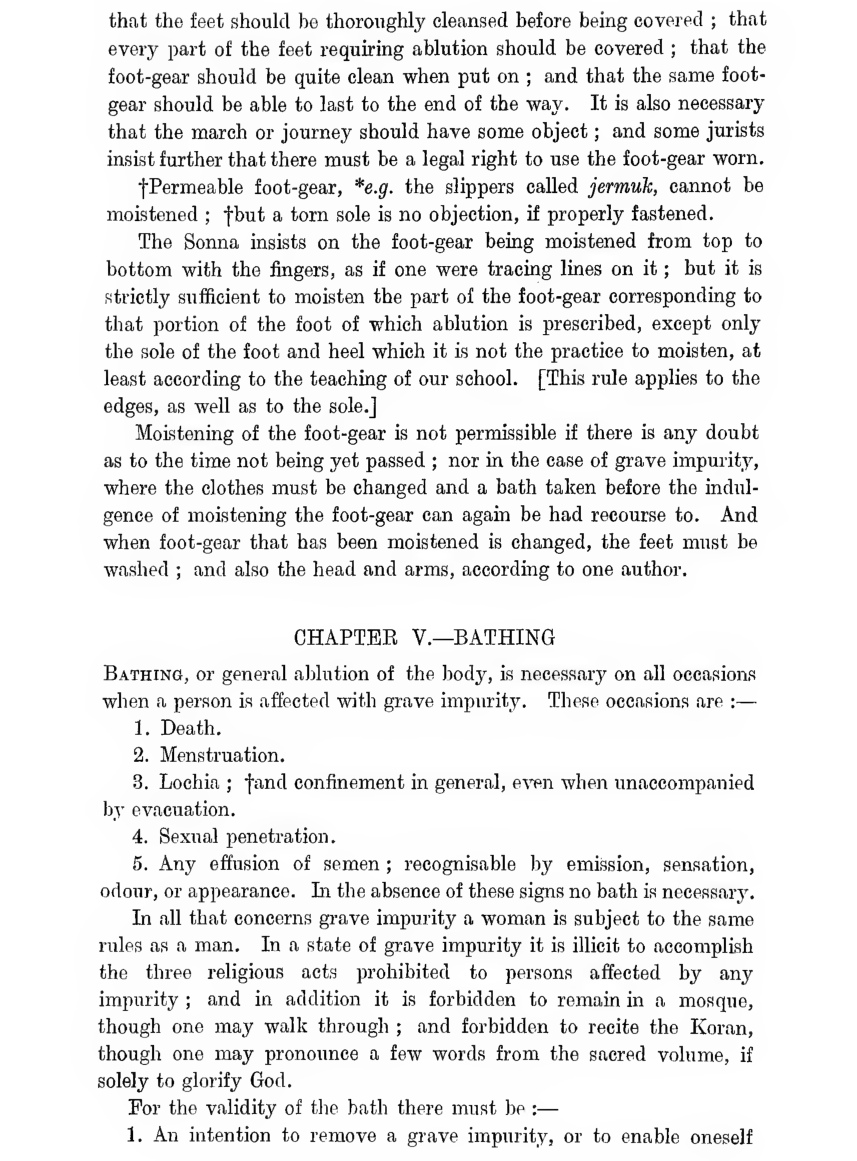 that the feet should be thoroughly cleansed before being covered ; that
every part of the feet requiring ablution should be covered ; that the
foot-gear should be quite clean when put on ; and that the same foot-
gear should be able to last to the end of the way. It is also necessary
that the march or journey should have some object ; and some jurists
insist further that there must be a legal right to use the foot-gear worn.
†Permeable foot-gear, *e.g. the slippers called jermuk, cannot be
moistened ; †but a torn sole is no objection, if properly fastened.
The Sonna insists on the foot-gear being moistened from top to
bottom with the fingers, as if one were tracing lines on it ; but it is
strictly sufficient to moisten the part of the foot-gear corresponding to
that portion of the foot of which ablution is prescribed, except only
the sole of the foot and heel which it is not the practice to moisten, at
least according to the teaching of our school. [This rule applies to the
edges, as well as to the sole.]
Moistening of the foot-gear is not permissible if there is any doubt
as to the time not being yet passed ; nor in the case of grave impurity,
where the clothes must be changed and a bath taken before the indul-
gence of moistening the foot-gear can again be had recourse to. And
when foot-gear that has been moistened is changed, the feet must be
washed ; and also the head and arms, according to one author.
CHAPTER V.—BATHING
BATHING, or general ablution of the body, is necessary on all occasions
when a person is affected with grave impurity. These occasions are :—
1. Death.
2. Menstruation.
3. Lochia ; †and confinement in general, even when unaccompanied
by evacuation.
4. Sexual penetration.
5. Any effusion of semen ; recognisable by emission, sensation,
odour, or appearance. In the absence of these signs no bath is necessary.
In all that concerns grave impurity a woman is subject to the same
rules as a man. In a state of grave impurity it is illicit to accomplish
the three religious acts prohibited to persons affected by any
impurity ; and in addition it is forbidden to remain in a mosque,
though one may walk through ; and forbidden to recite the Koran,
though one may pronounce a few words from the sacred volume, if
solely to glorify God.
For the validity of the bath there must be :—
1. An intention to remove a grave impurity, or to enable oneself